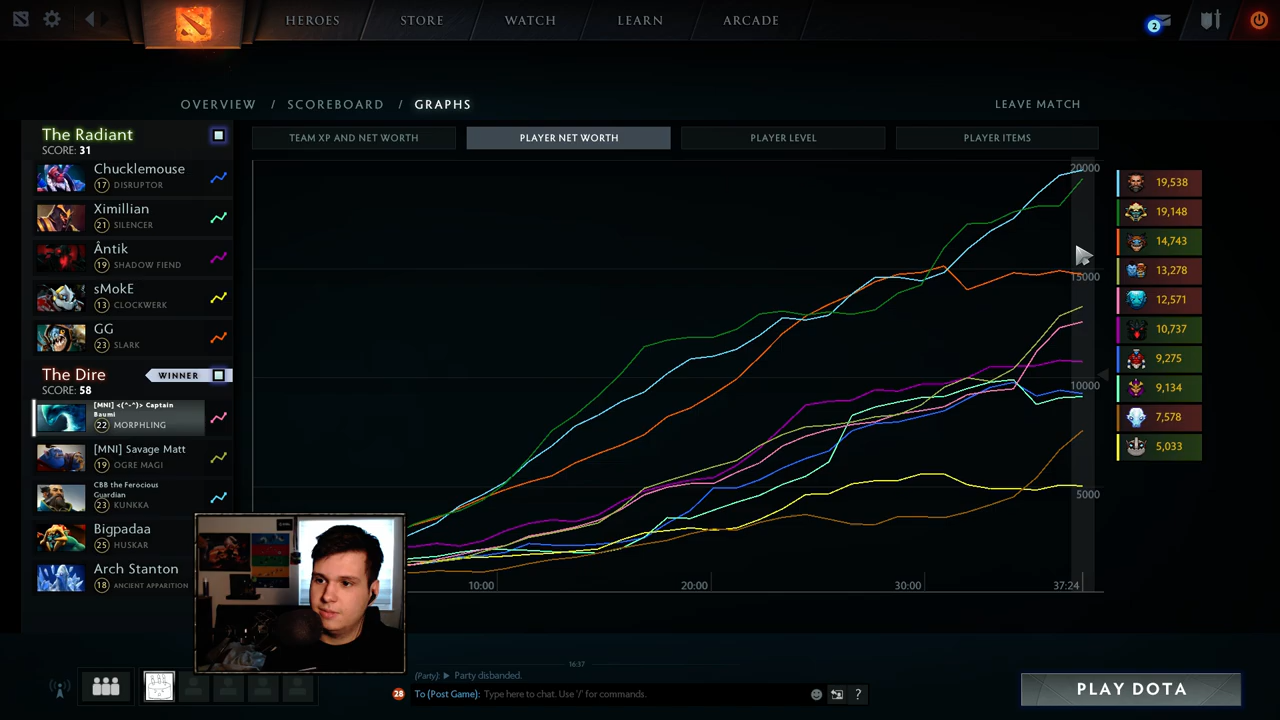 HEROES
STORE
WATCH
LEARN
ARCADE
2
OVERVIEW / SCOREBOARD / GRAPHS
LEAVE MATCH
The Radiant
SCORE: 31
Chucklemouse
17 DISRUPTOR
Ximillian
21 SILENCER
Àntik
19 SHADOW FIEND
sMokE
13 CLOCKWERK
GG
23 SLARK
The Dire
WINNER
SCORE: 58
[MNI] <(^-^)> Captain
Baumi
22 MORPHLING
[MNI] Savage Matt
19 OGRE MAGI
CBB the Ferocious
Guardian
23 KUNKKA
Bigpadaa
25 HUSKAR
Arch Stanton
18 ANCIENT APPARITION
TEAM XP AND NET WORTH
PLAYER NET WORTH
PLAYER LEVEL
PLAYER ITEMS
20000
15000
10000
5000
10:00
20:00
30:00
37:24
19,538
19,148
14,743
13,278
12,571
10,737
9,275
9,134
7,578
5,033
16:37
(Party): Party disbanded.
28
To (Post Game): Type here to chat. Use '/' for commands.
?
PLAY DOTA